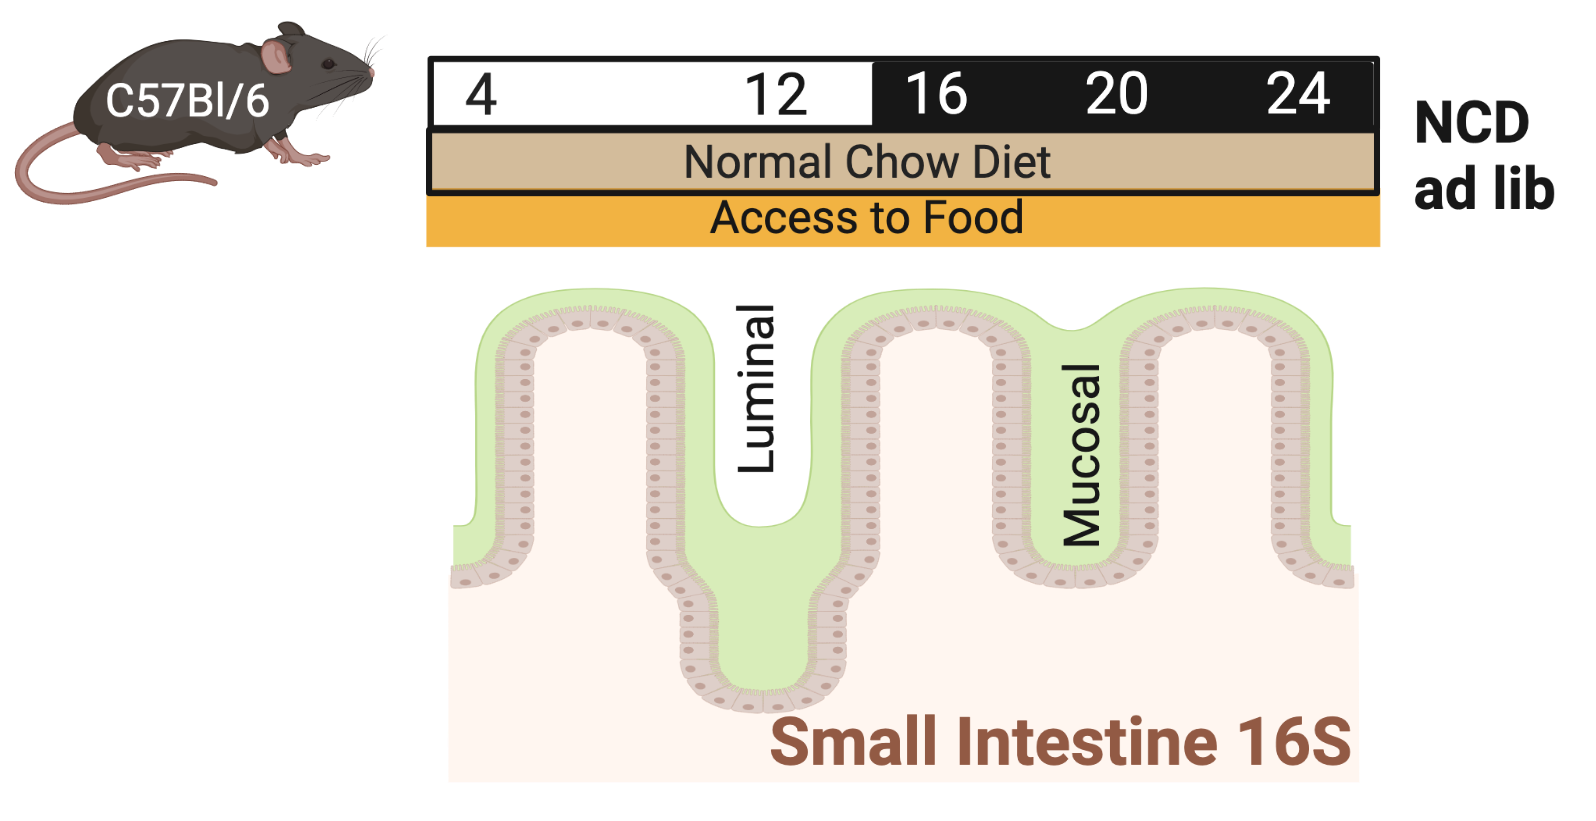 C57Bl/6
4 12 16 20 24
Normal Chow Diet
Access to Food
NCD
ad lib
Luminal
Mucosal
Small Intestine 16S